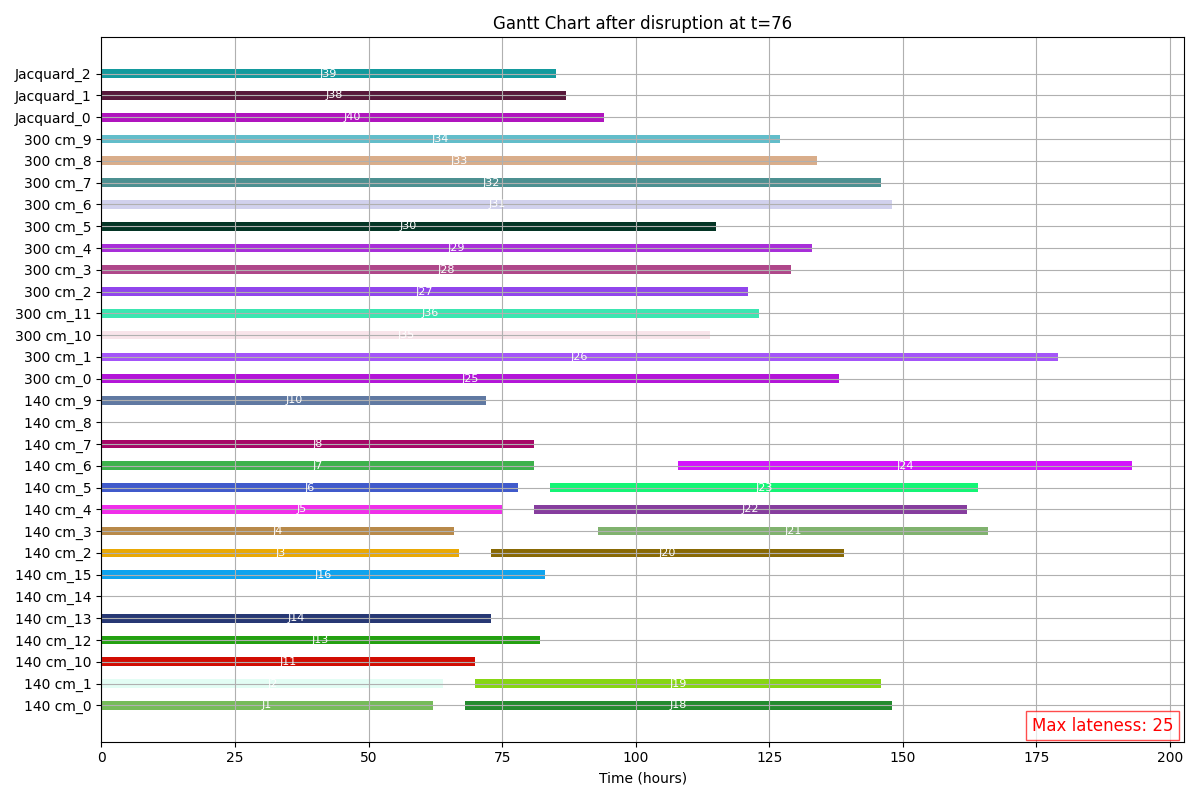 Gantt Chart after disruption at t=76
Jacquard_2 J39
Jacquard_1 J38
Jacquard_0 J40
300 cm_9 J34
300 cm_8 J33
300 cm_7 J32
300 cm_6 J31
300 cm_5 J30
300 cm_4 J29
300 cm_3 J28
300 cm_2 J27
300 cm_11 J36
300 cm_10 J35
300 cm_1 J26
300 cm_0 J25
140 cm_9 J10
140 cm_8
140 cm_7 J8
140 cm_6 J7 J24
140 cm_5 J6 J23
140 cm_4 J5 J22
140 cm_3 J4 J21
140 cm_2 J3 J20
140 cm_15 J16
140 cm_14
140 cm_13 J14
140 cm_12 J13
140 cm_10 J11
140 cm_1 J2 J19
140 cm_0 J1 J18
Max lateness: 25
0 25 50 75 100 125 150 175 200
Time (hours)